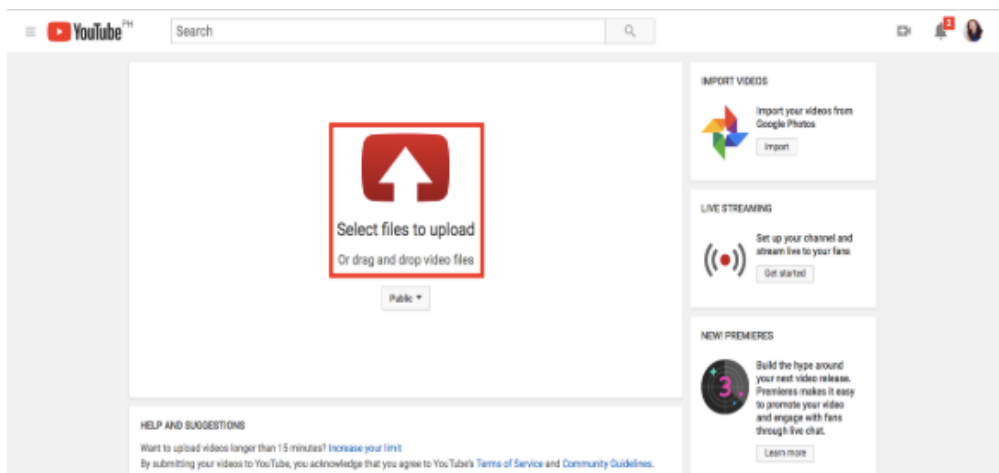 YouTube PH
Search
2
Select files to upload
Or drag and drop video files
Public
IMPORT VIDEOS
Import your videos from
Google Photos
Import
LIVE STREAMING
Set up your channel and
stream live to your fans
Get started
NEW! PREMIERES
3
Build the hype around
your next video release.
Premieres makes it easy
to promote your video
and engage with fans
through live chat.
Learn more
HELP AND SUGGESTIONS
Want to upload videos longer than 15 minutes? Increase your limit
By submitting your videos to YouTube, you acknowledge that you agree to YouTube's Terms of Service and Community Guidelines.